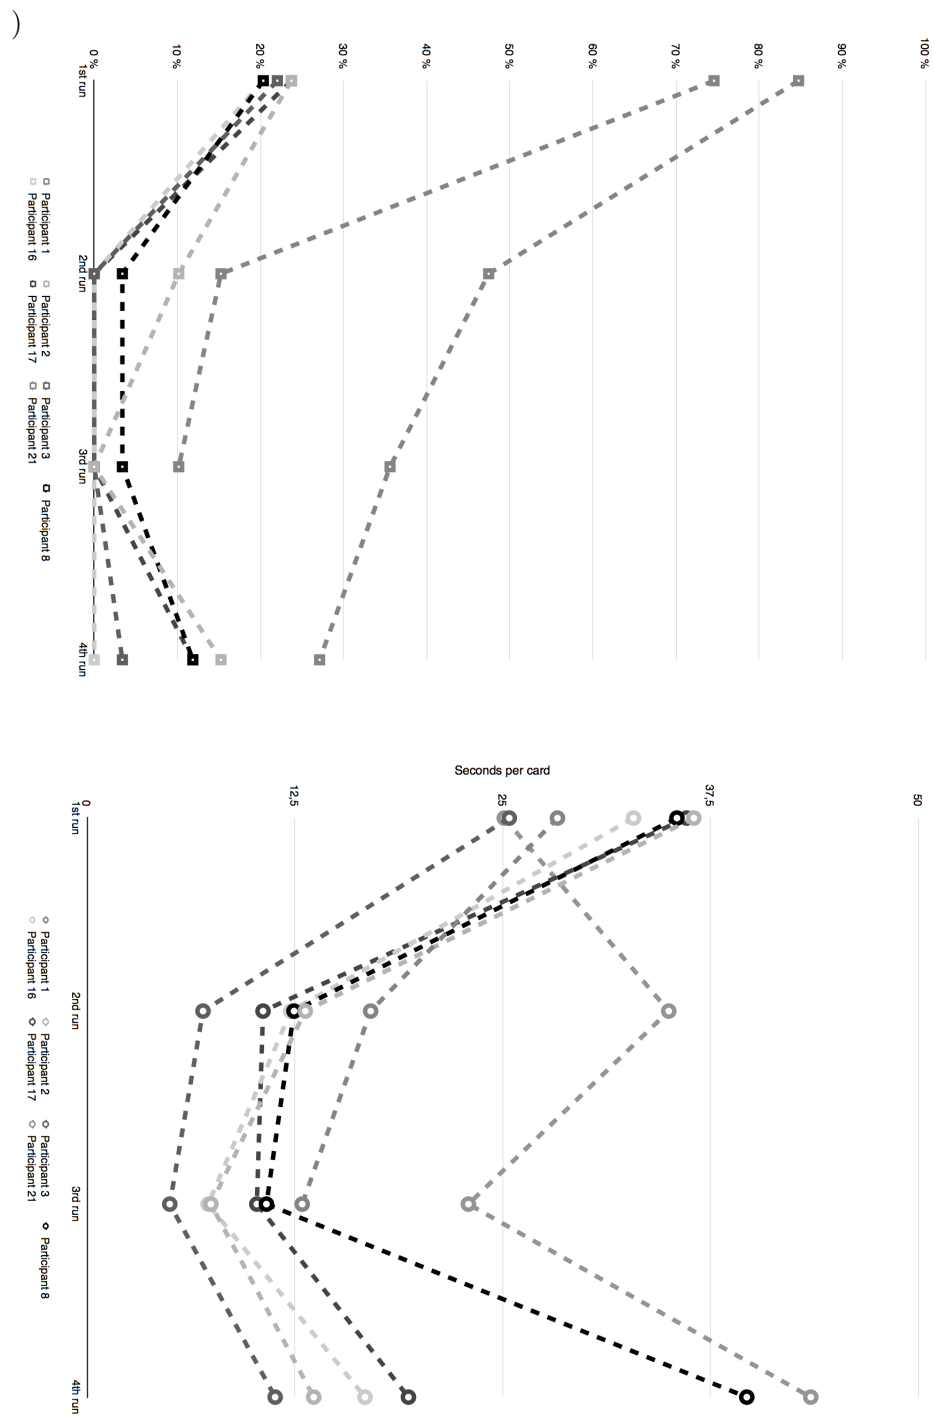 )
100 %
90 %
80 %
70 %
60 %
50 %
40 %
30 %
20 %
10 %
0 %
1st run
2nd run
3rd run
4th run
Participant 1
Participant 2
Participant 3
Participant 8
Participant 16
Participant 17
Participant 21
Seconds per card
50
37,5
25
12,5
0
1st run
2nd run
3rd run
4th run
Participant 1
Participant 2
Participant 3
Participant 8
Participant 16
Participant 17
Participant 21